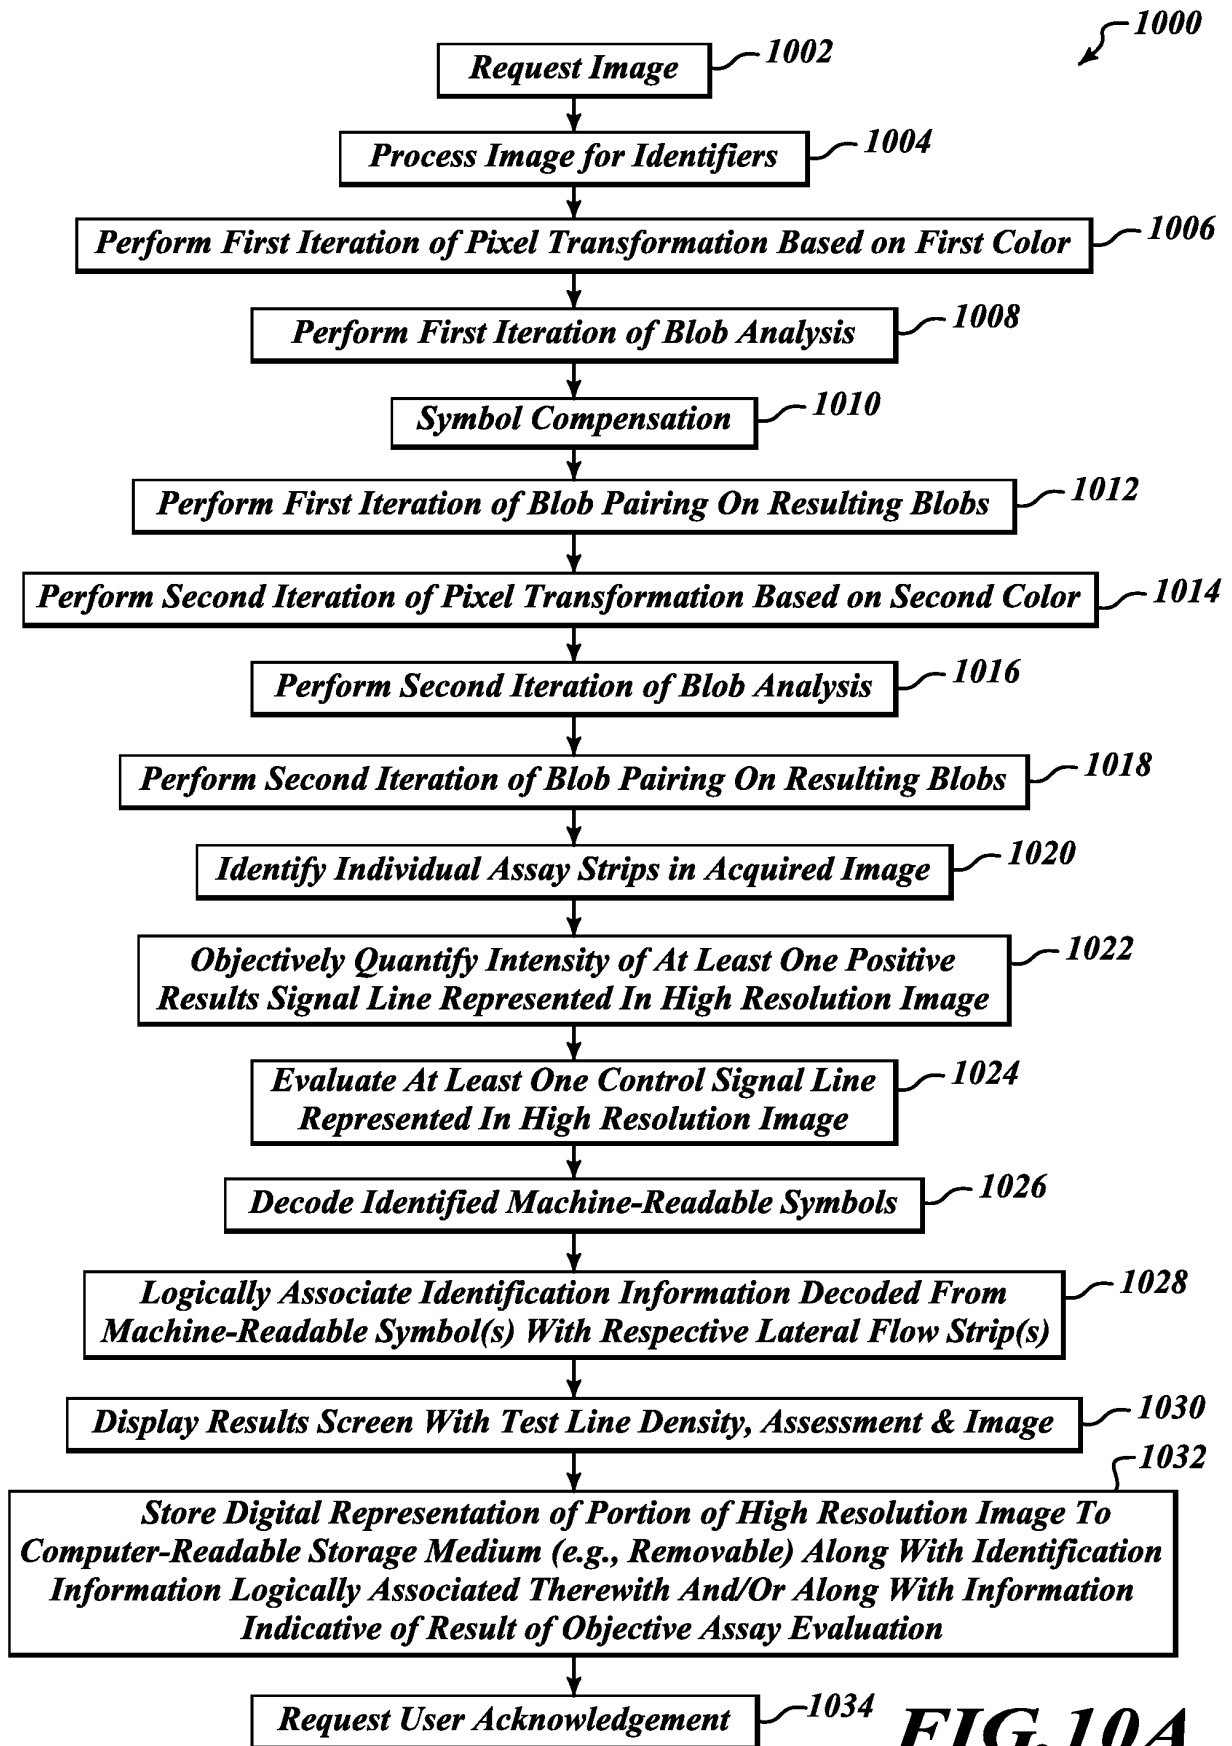 1000
Request Image
1002
Process Image for Identifiers
1004
Perform First Iteration of Pixel Transformation Based on First Color
1006
Perform First Iteration of Blob Analysis
1008
Symbol Compensation
1010
Perform First Iteration of Blob Pairing On Resulting Blobs
1012
Perform Second Iteration of Pixel Transformation Based on Second Color
1014
Perform Second Iteration of Blob Analysis
1016
Perform Second Iteration of Blob Pairing On Resulting Blobs
1018
Identify Individual Assay Strips in Acquired Image
1020
Objectively Quantify Intensity of At Least One Positive
Results Signal Line Represented In High Resolution Image
1022
Evaluate At Least One Control Signal Line
Represented In High Resolution Image
1024
Decode Identified Machine-Readable Symbols
1026
Logically Associate Identification Information Decoded From
Machine-Readable Symbol(s) With Respective Lateral Flow Strip(s)
1028
Display Results Screen With Test Line Density, Assessment & Image
1030
1032
Store Digital Representation of Portion of High Resolution Image To
Computer-Readable Storage Medium (e.g., Removable) Along With Identification
Information Logically Associated Therewith And/Or Along With Information
Indicative of Result of Objective Assay Evaluation
Request User Acknowledgement
1034
FIG.10A